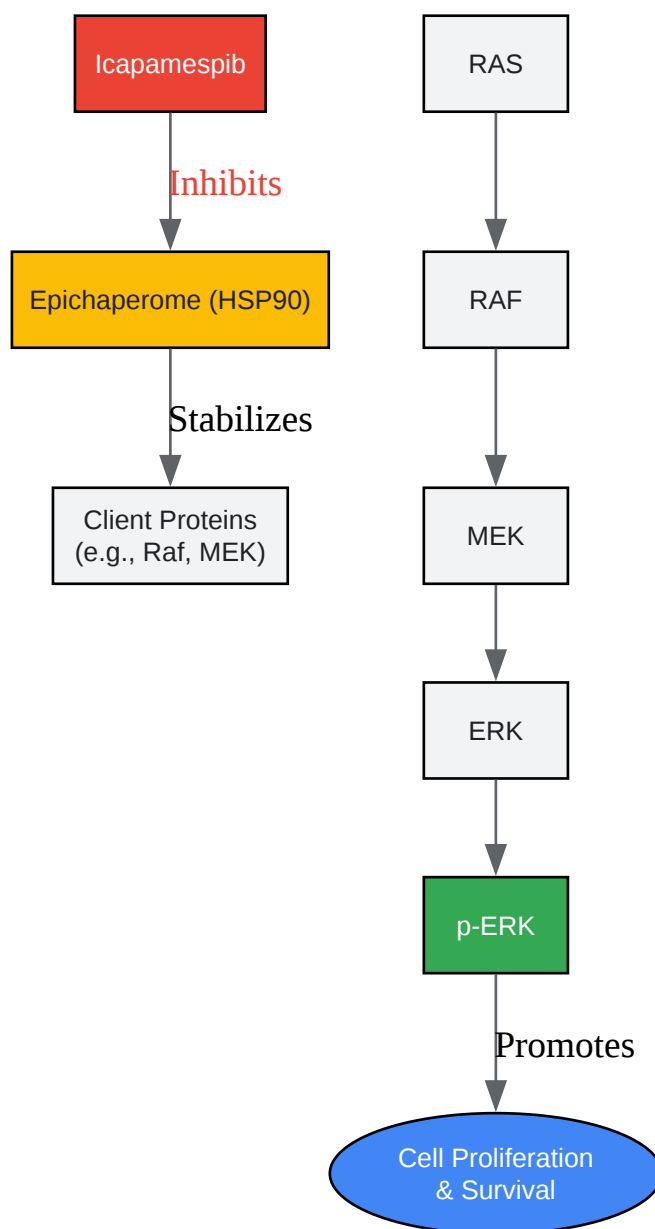 Icapamespib
Inhibits
Epichaperome (HSP90)
Stabilizes
Client Proteins
(e.g., Raf, MEK)
RAS
RAF
MEK
ERK
p-ERK
Promotes
Cell Proliferation
& Survival